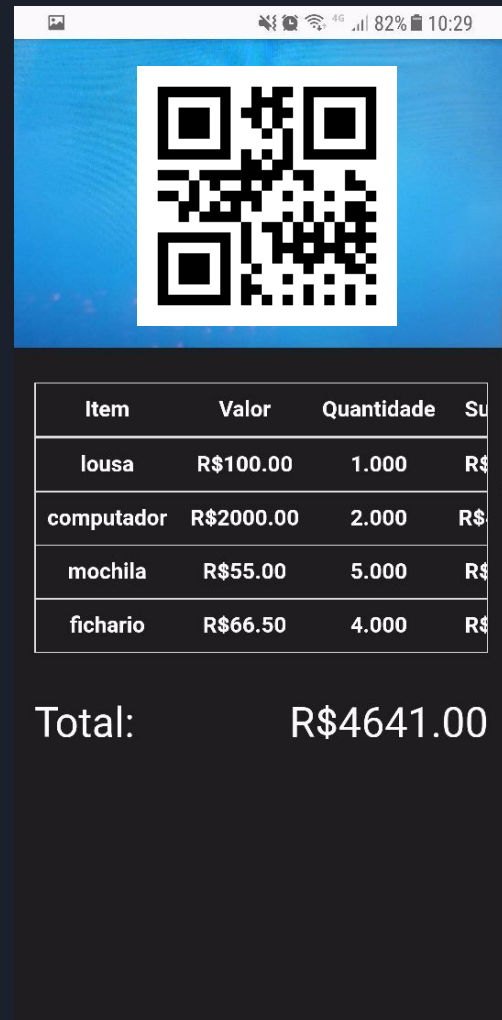 4G 82% 10:29
Item Valor Quantidade
lousa R$100.00 1.000 R$
computador R$2000.00 2.000 R$
mochila R$55.00 5.000 R$
fichario R$66.50 4.000 R$
Total: R$4641.00